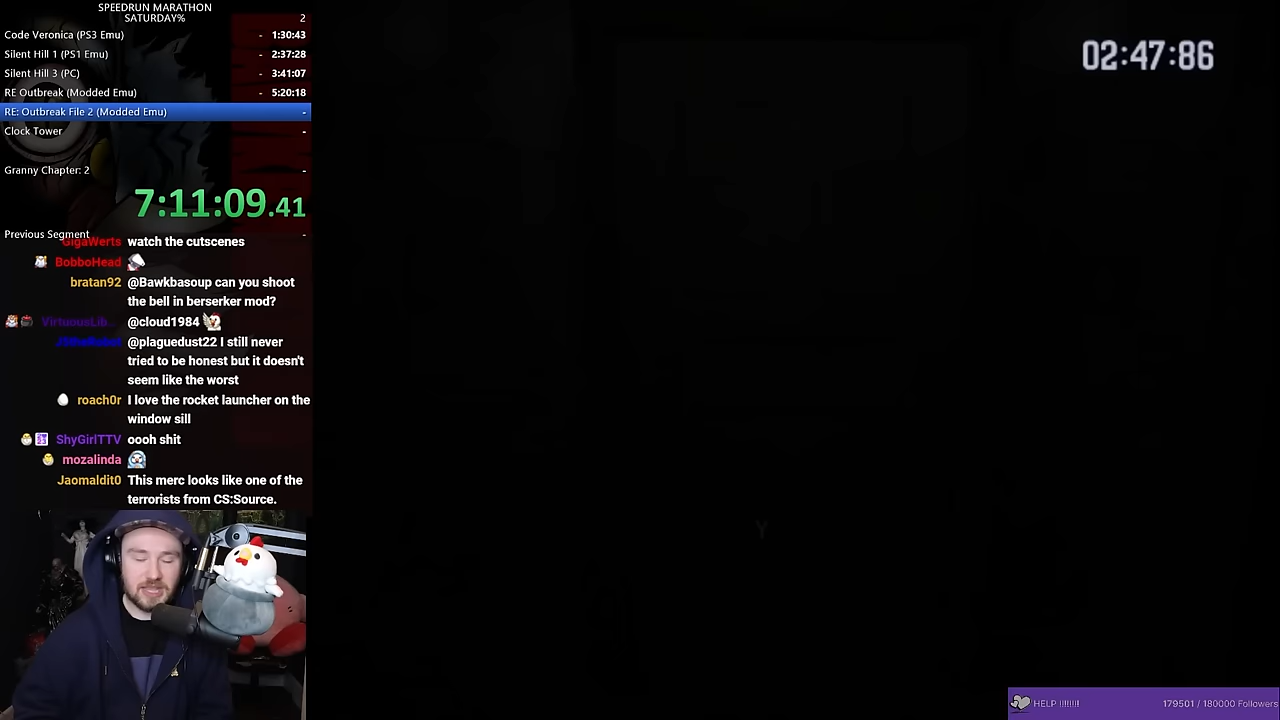 SPEEDRUN MARATHON
SATURDAY%
2
Code Veronica (PS3 Emu) - 1:30:43
Silent Hill 1 (PS1 Emu) - 2:37:28
Silent Hill 3 (PC) - 3:41:07
RE Outbreak (Modded Emu) - 5:20:18
RE: Outbreak File 2 (Modded Emu) -
Clock Tower -
Granny Chapter: 2 -
7:11:09.41
Previous Segment -
GigaWerts watch the cutscenes
BobboHead
bratan92 @Bawkbasoup can you shoot
the bell in berserker mod?
VirtuousLib... @cloud1984
@plaguedust22 I still never
tried to be honest but it doesn't
seem like the worst
roach0r I love the rocket launcher on the
window sill
ShyGirlTTV oooh shit
mozalinda
Jaomaldit0 This merc looks like one of the
terrorists from CS:Source.
02:47:86
Y
HELP !!!!!!! 179501 / 180000 Followers